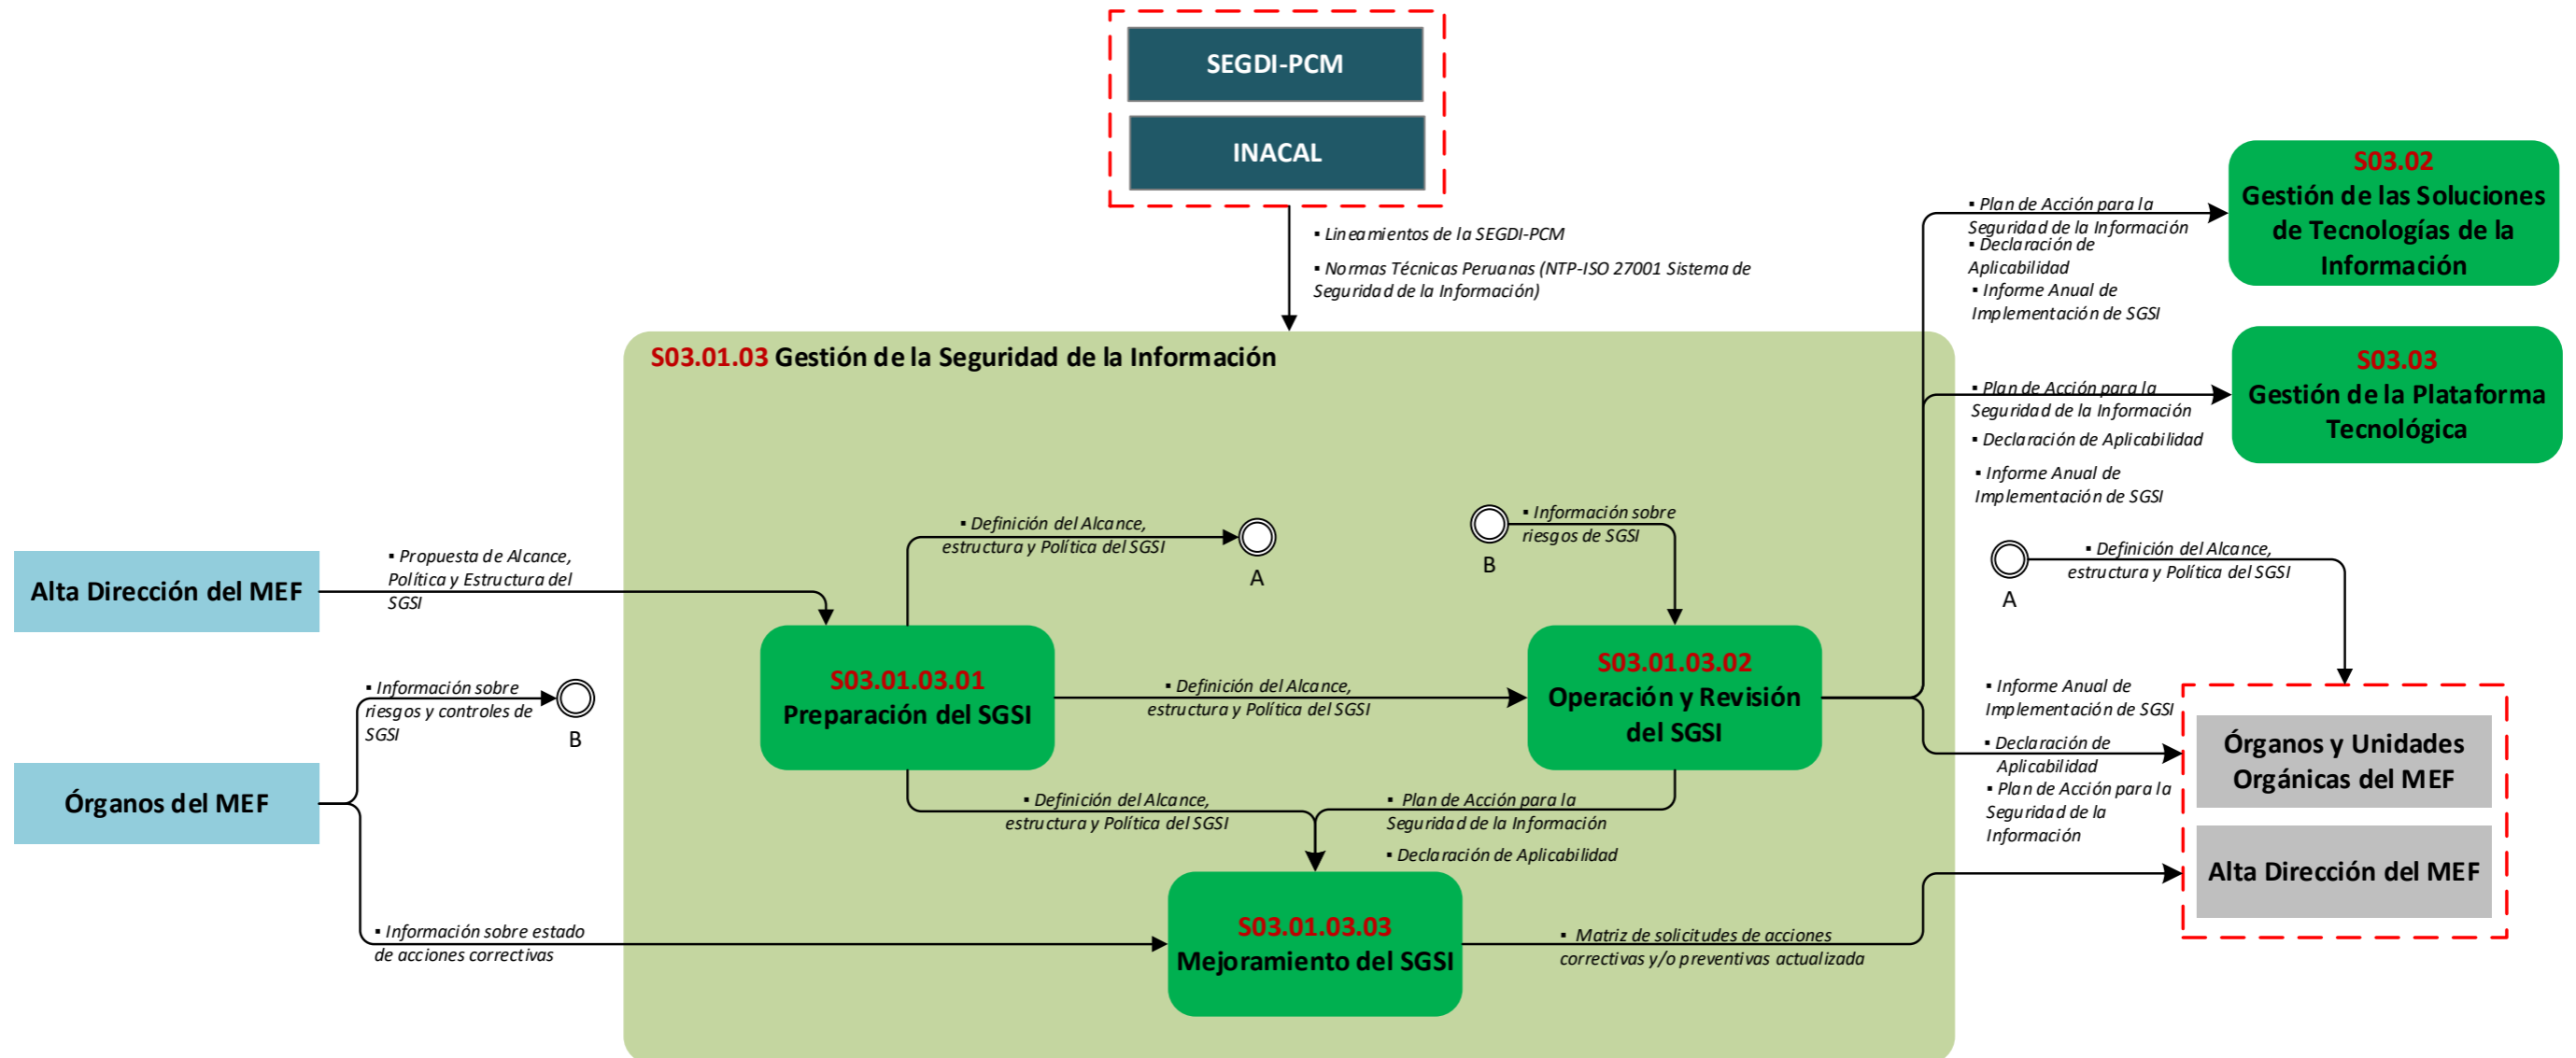 SEGDI-PCM
INACAL
▪ Lineamientos de la SEGDI-PCM
▪ Normas Técnicas Peruanas (NTP-ISO 27001 Sistema de
Seguridad de la Información)
S03.02
Gestión de las Soluciones
de Tecnologías de la
Información
▪ Plan de Acción para la
Seguridad de la Información
▪ Declaración de
Aplicabilidad
▪ Informe Anual de
Implementación de SGSI
S03.03
Gestión de la Plataforma
Tecnológica
▪ Plan de Acción para la
Seguridad de la Información
▪ Declaración de Aplicabilidad
▪ Informe Anual de
Implementación de SGSI
S03.01.03 Gestión de la Seguridad de la Información
▪ Definición del Alcance,
estructura y Política del SGSI
A
▪ Información sobre
riesgos de SGSI
B
▪ Definición del Alcance,
estructura y Política del SGSI
A
Alta Dirección del MEF
▪ Propuesta de Alcance,
Política y Estructura del
SGSI
S03.01.03.01
Preparación del SGSI
▪ Definición del Alcance,
estructura y Política del SGSI
S03.01.03.02
Operación y Revisión
del SGSI
▪ Información sobre
riesgos y controles de
SGSI
B
Órganos del MEF
▪ Informe Anual de
Implementación de SGSI
▪ Declaración de
Aplicabilidad
▪ Plan de Acción para la
Seguridad de la
Información
Órganos y Unidades
Orgánicas del MEF
Alta Dirección del MEF
▪ Definición del Alcance,
estructura y Política del SGSI
▪ Plan de Acción para la
Seguridad de la Información
▪ Declaración de Aplicabilidad
▪ Información sobre estado
de acciones correctivas
S03.01.03.03
Mejoramiento del SGSI
▪ Matriz de solicitudes de acciones
correctivas y/o preventivas actualizada